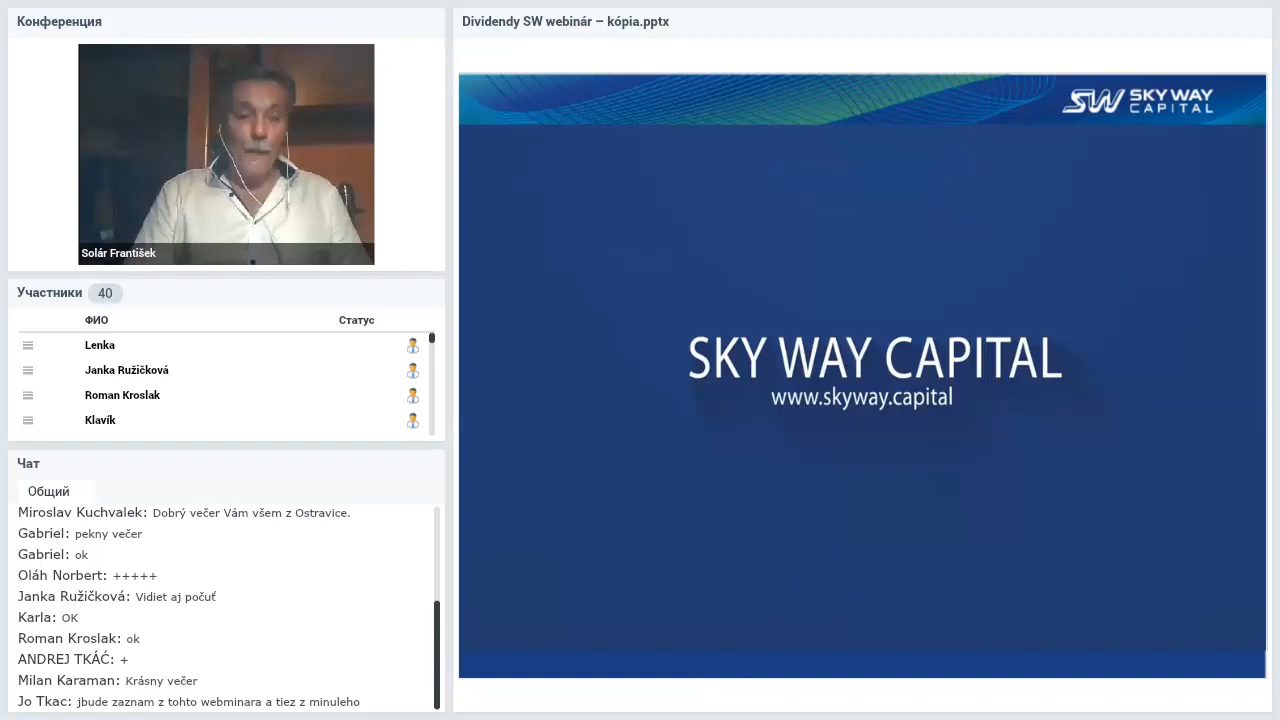 Конференция
Solár František
Участники 40
ФИО Статус
Lenka
Janka Ružičková
Roman Kroslak
Klavík
Чат
Общий
Miroslav Kuchvalek: Dobrý večer Vám všem z Ostravice.
Gabriel: pekny večer
Gabriel: ok
Oláh Norbert: +++++
Janka Ružičková: Vidiet aj počuť
Karla: OK
Roman Kroslak: ok
ANDREJ TKÁĆ: +
Milan Karaman: Krásny večer
Jo Tkac: jbude zaznam z tohto webminara a tiez z minuleho
Dividendy SW webinár – kópia.pptx
SW SKY WAY
CAPITAL
SKY WAY CAPITAL
www.skyway.capital